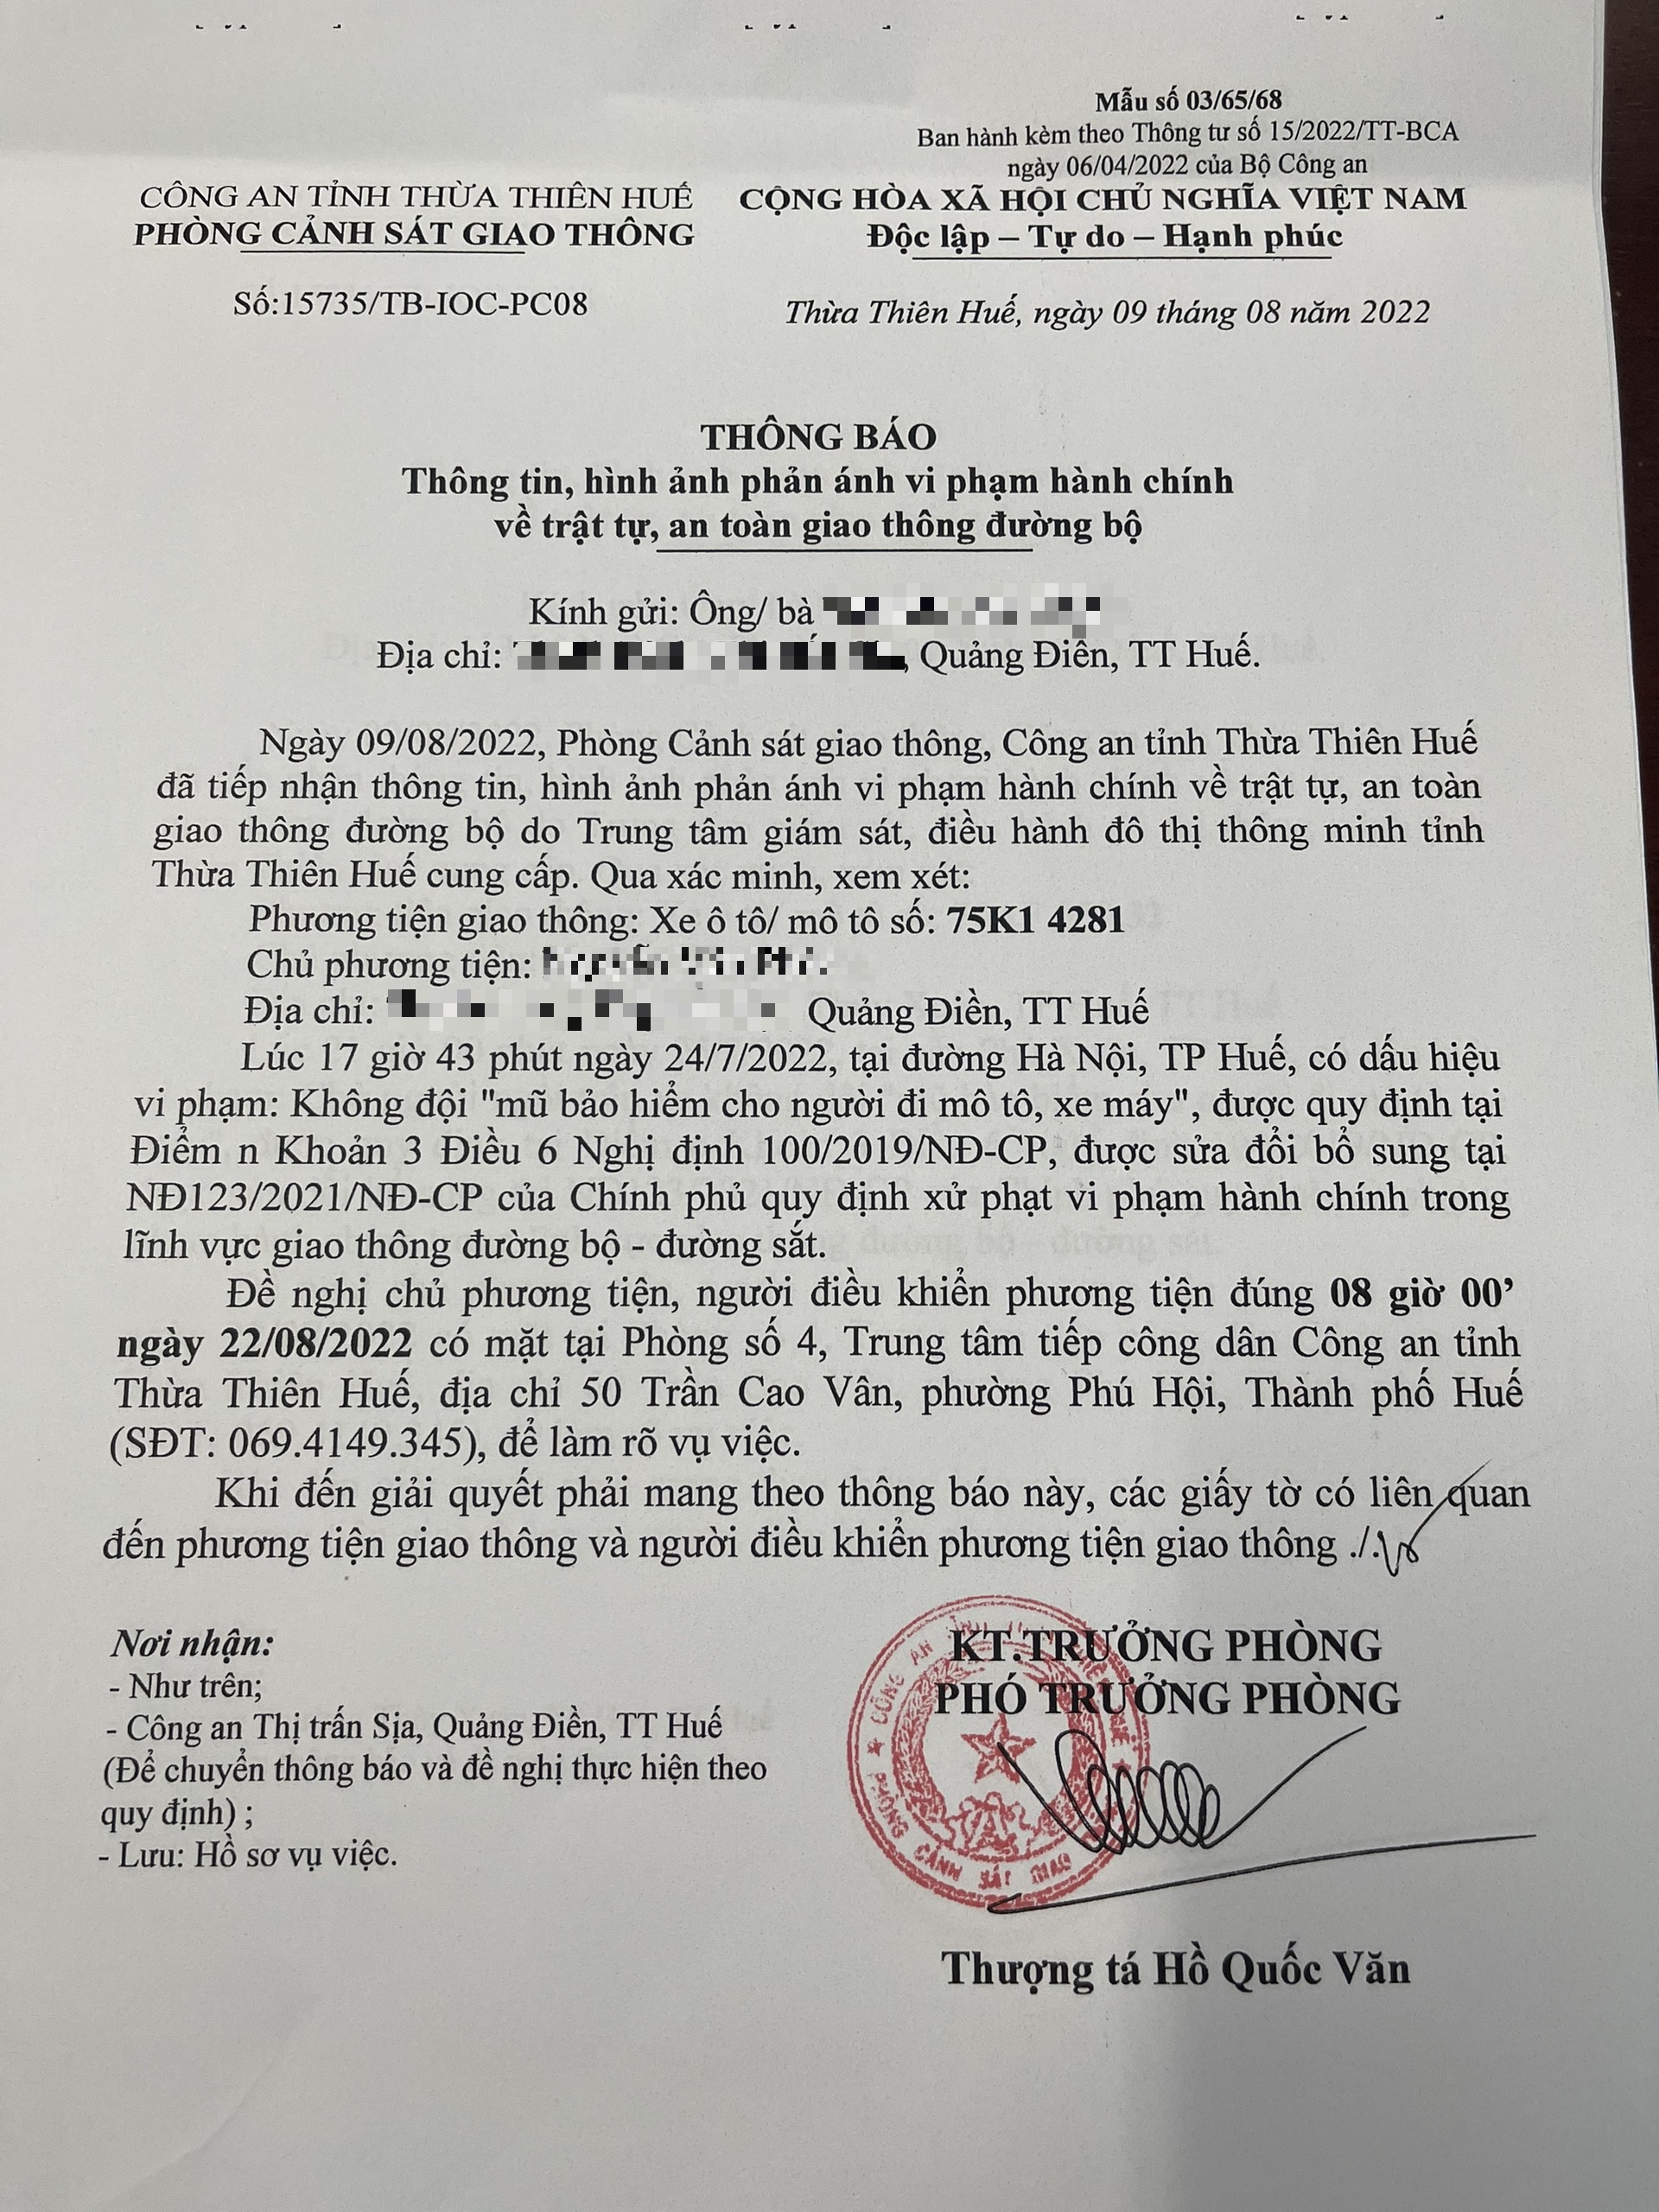 Mẫu số 03/65/68
Ban hành kèm theo Thông tư số 15/2022/TT-BCA
ngày 06/04/2022 của Bộ Công an
CÔNG AN TỈNH THỪA THIÊN HUẾ
PHÒNG CẢNH SÁT GIAO THÔNG
CỘNG HÒA XÃ HỘI CHỦ NGHĨA VIỆT NAM
Độc lập – Tự do – Hạnh phúc
Số:15735/TB-IOC-PC08
Thừa Thiên Huế, ngày 09 tháng 08 năm 2022
THÔNG BÁO
Thông tin, hình ảnh phản ánh vi phạm hành chính
về trật tự, an toàn giao thông đường bộ
Kính gửi: Ông/ bà
Địa chỉ: , Quảng Điền, TT Huế.
Ngày 09/08/2022, Phòng Cảnh sát giao thông, Công an tỉnh Thừa Thiên Huế
đã tiếp nhận thông tin, hình ảnh phản ánh vi phạm hành chính về trật tự, an toàn
giao thông đường bộ do Trung tâm giám sát, điều hành đô thị thông minh tỉnh
Thừa Thiên Huế cung cấp. Qua xác minh, xem xét:
Phương tiện giao thông: Xe ô tô/ mô tô số: 75K1 4281
Chủ phương tiện:
Địa chỉ: Quảng Điền, TT Huế
Lúc 17 giờ 43 phút ngày 24/7/2022, tại đường Hà Nội, TP Huế, có dấu hiệu
vi phạm: Không đội "mũ bảo hiểm cho người đi mô tô, xe máy", được quy định tại
Điểm n Khoản 3 Điều 6 Nghị định 100/2019/NĐ-CP, được sửa đổi bổ sung tại
NĐ123/2021/NĐ-CP của Chính phủ quy định xử phạt vi phạm hành chính trong
lĩnh vực giao thông đường bộ - đường sắt.
Đề nghị chủ phương tiện, người điều khiển phương tiện đúng 08 giờ 00’
ngày 22/08/2022 có mặt tại Phòng số 4, Trung tâm tiếp công dân Công an tỉnh
Thừa Thiên Huế, địa chỉ 50 Trần Cao Vân, phường Phú Hội, Thành phố Huế
(SĐT: 069.4149.345), để làm rõ vụ việc.
Khi đến giải quyết phải mang theo thông báo này, các giấy tờ có liên quan
đến phương tiện giao thông và người điều khiển phương tiện giao thông ./.
Nơi nhận:
- Như trên;
- Công an Thị trấn Sịa, Quảng Điền, TT Huế
(Để chuyển thông báo và đề nghị thực hiện theo
quy định) ;
- Lưu: Hồ sơ vụ việc.
KT.TRƯỞNG PHÒNG
PHÓ TRƯỞNG PHÒNG
CÔNG AN TỈNH
PHÒNG CẢNH SÁT GIAO
Thượng tá Hồ Quốc Văn